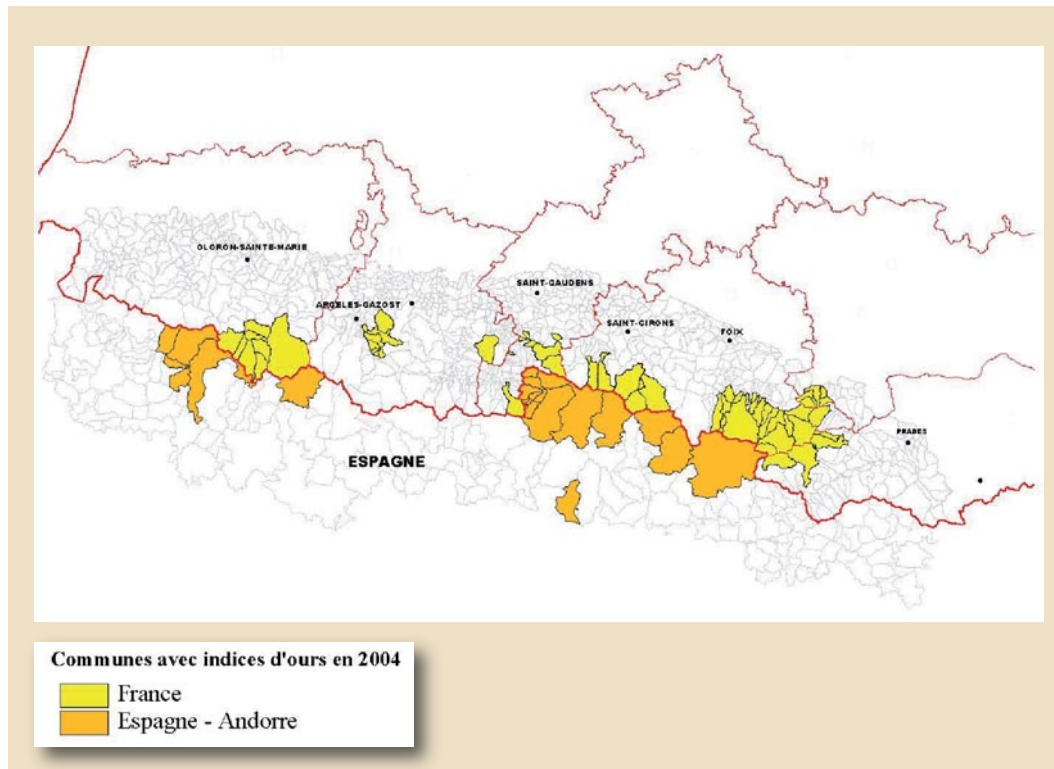 OLORON-SAINTE-MARIE
SAINT-GAUDENS
ARGELES-GAZOST
SAINT-GIRONS
FOIX
PRADES
ESPAGNE
Communes avec indices d'ours en 2004
France
Espagne - Andorre